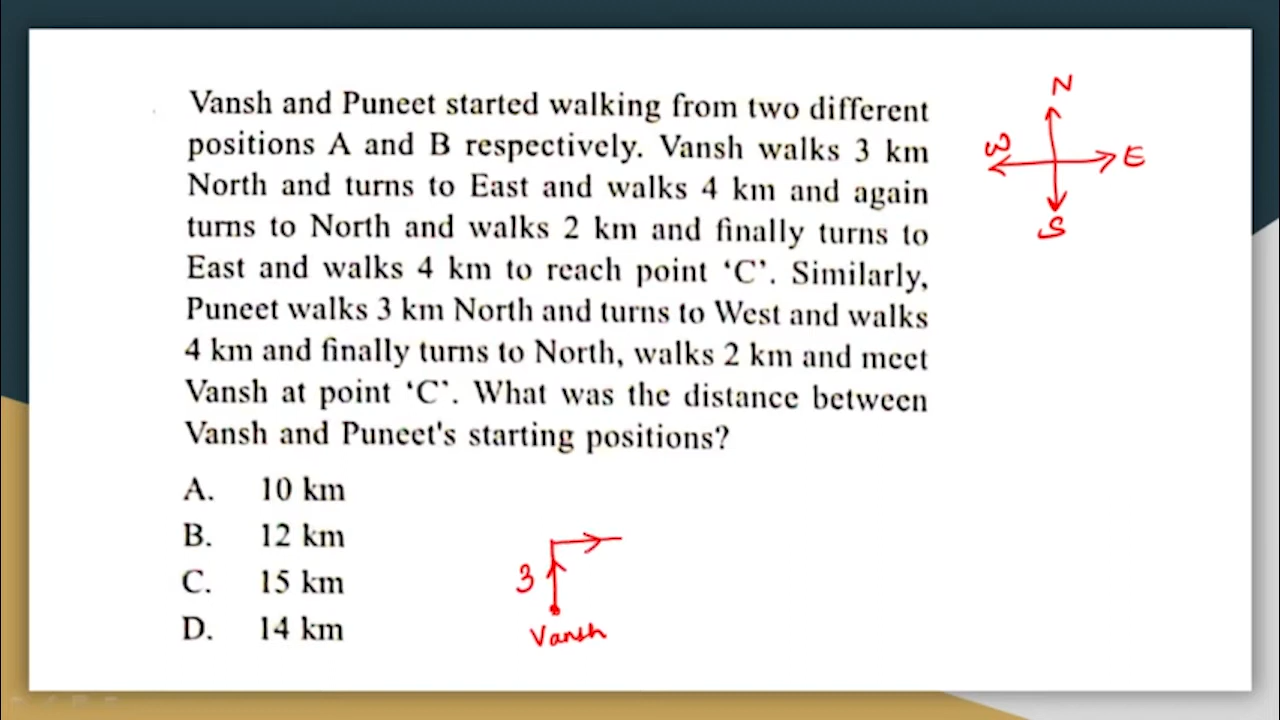 Vansh and Puneet started walking from two different
positions A and B respectively. Vansh walks 3 km
North and turns to East and walks 4 km and again
turns to North and walks 2 km and finally turns to
East and walks 4 km to reach point ‘C’. Similarly,
Puneet walks 3 km North and turns to West and walks
4 km and finally turns to North, walks 2 km and meet
Vansh at point ‘C’. What was the distance between
Vansh and Puneet's starting positions?
A. 10 km
B. 12 km
C. 15 km
D. 14 km
N
W
E
S
3
Vansh